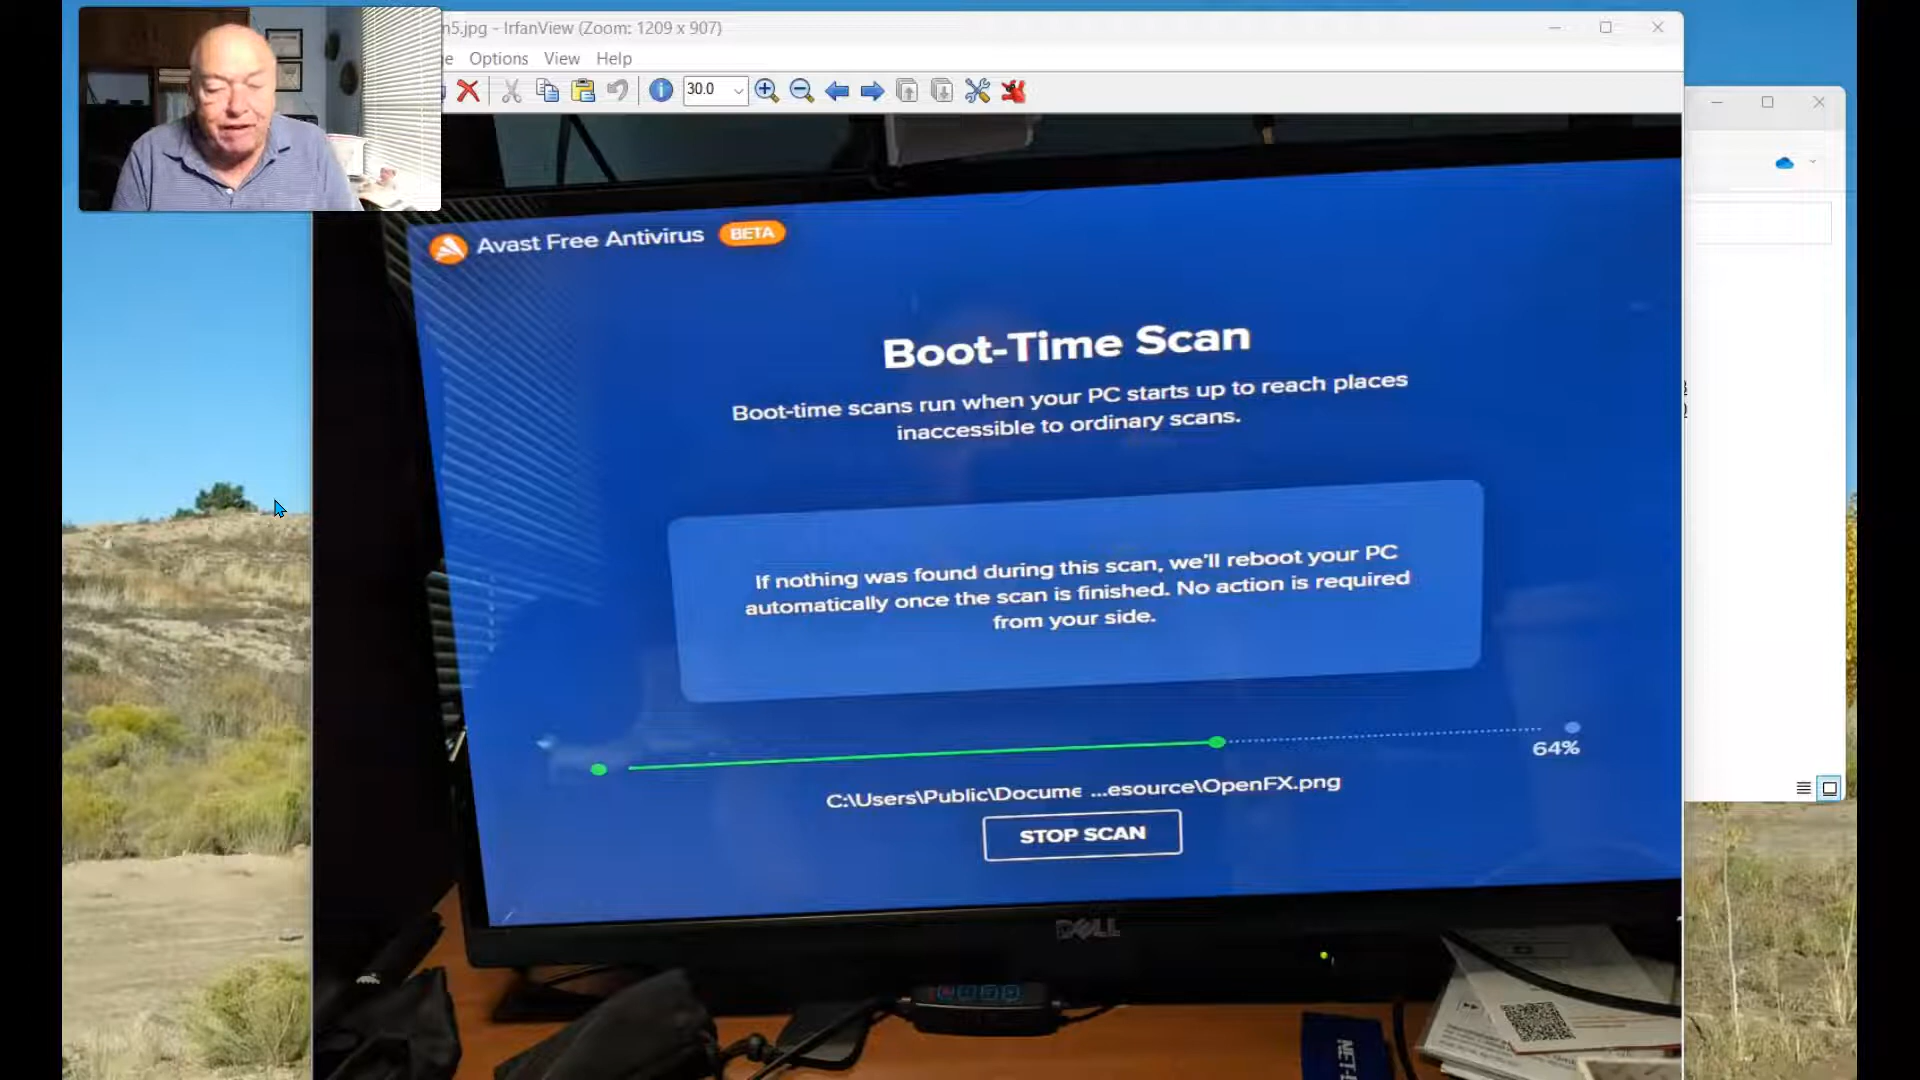 n5.jpg - IrfanView (Zoom: 1209 x 907)
Options View Help
30.0
Avast Free Antivirus BETA
Boot-Time Scan
Boot-time scans run when your PC starts up to reach places
inaccessible to ordinary scans.
If nothing was found during this scan, we'll reboot your PC
automatically once the scan is finished. No action is required
from your side.
64%
C:\Users\Public\Docume ...esource\OpenFX.png
STOP SCAN
DELL